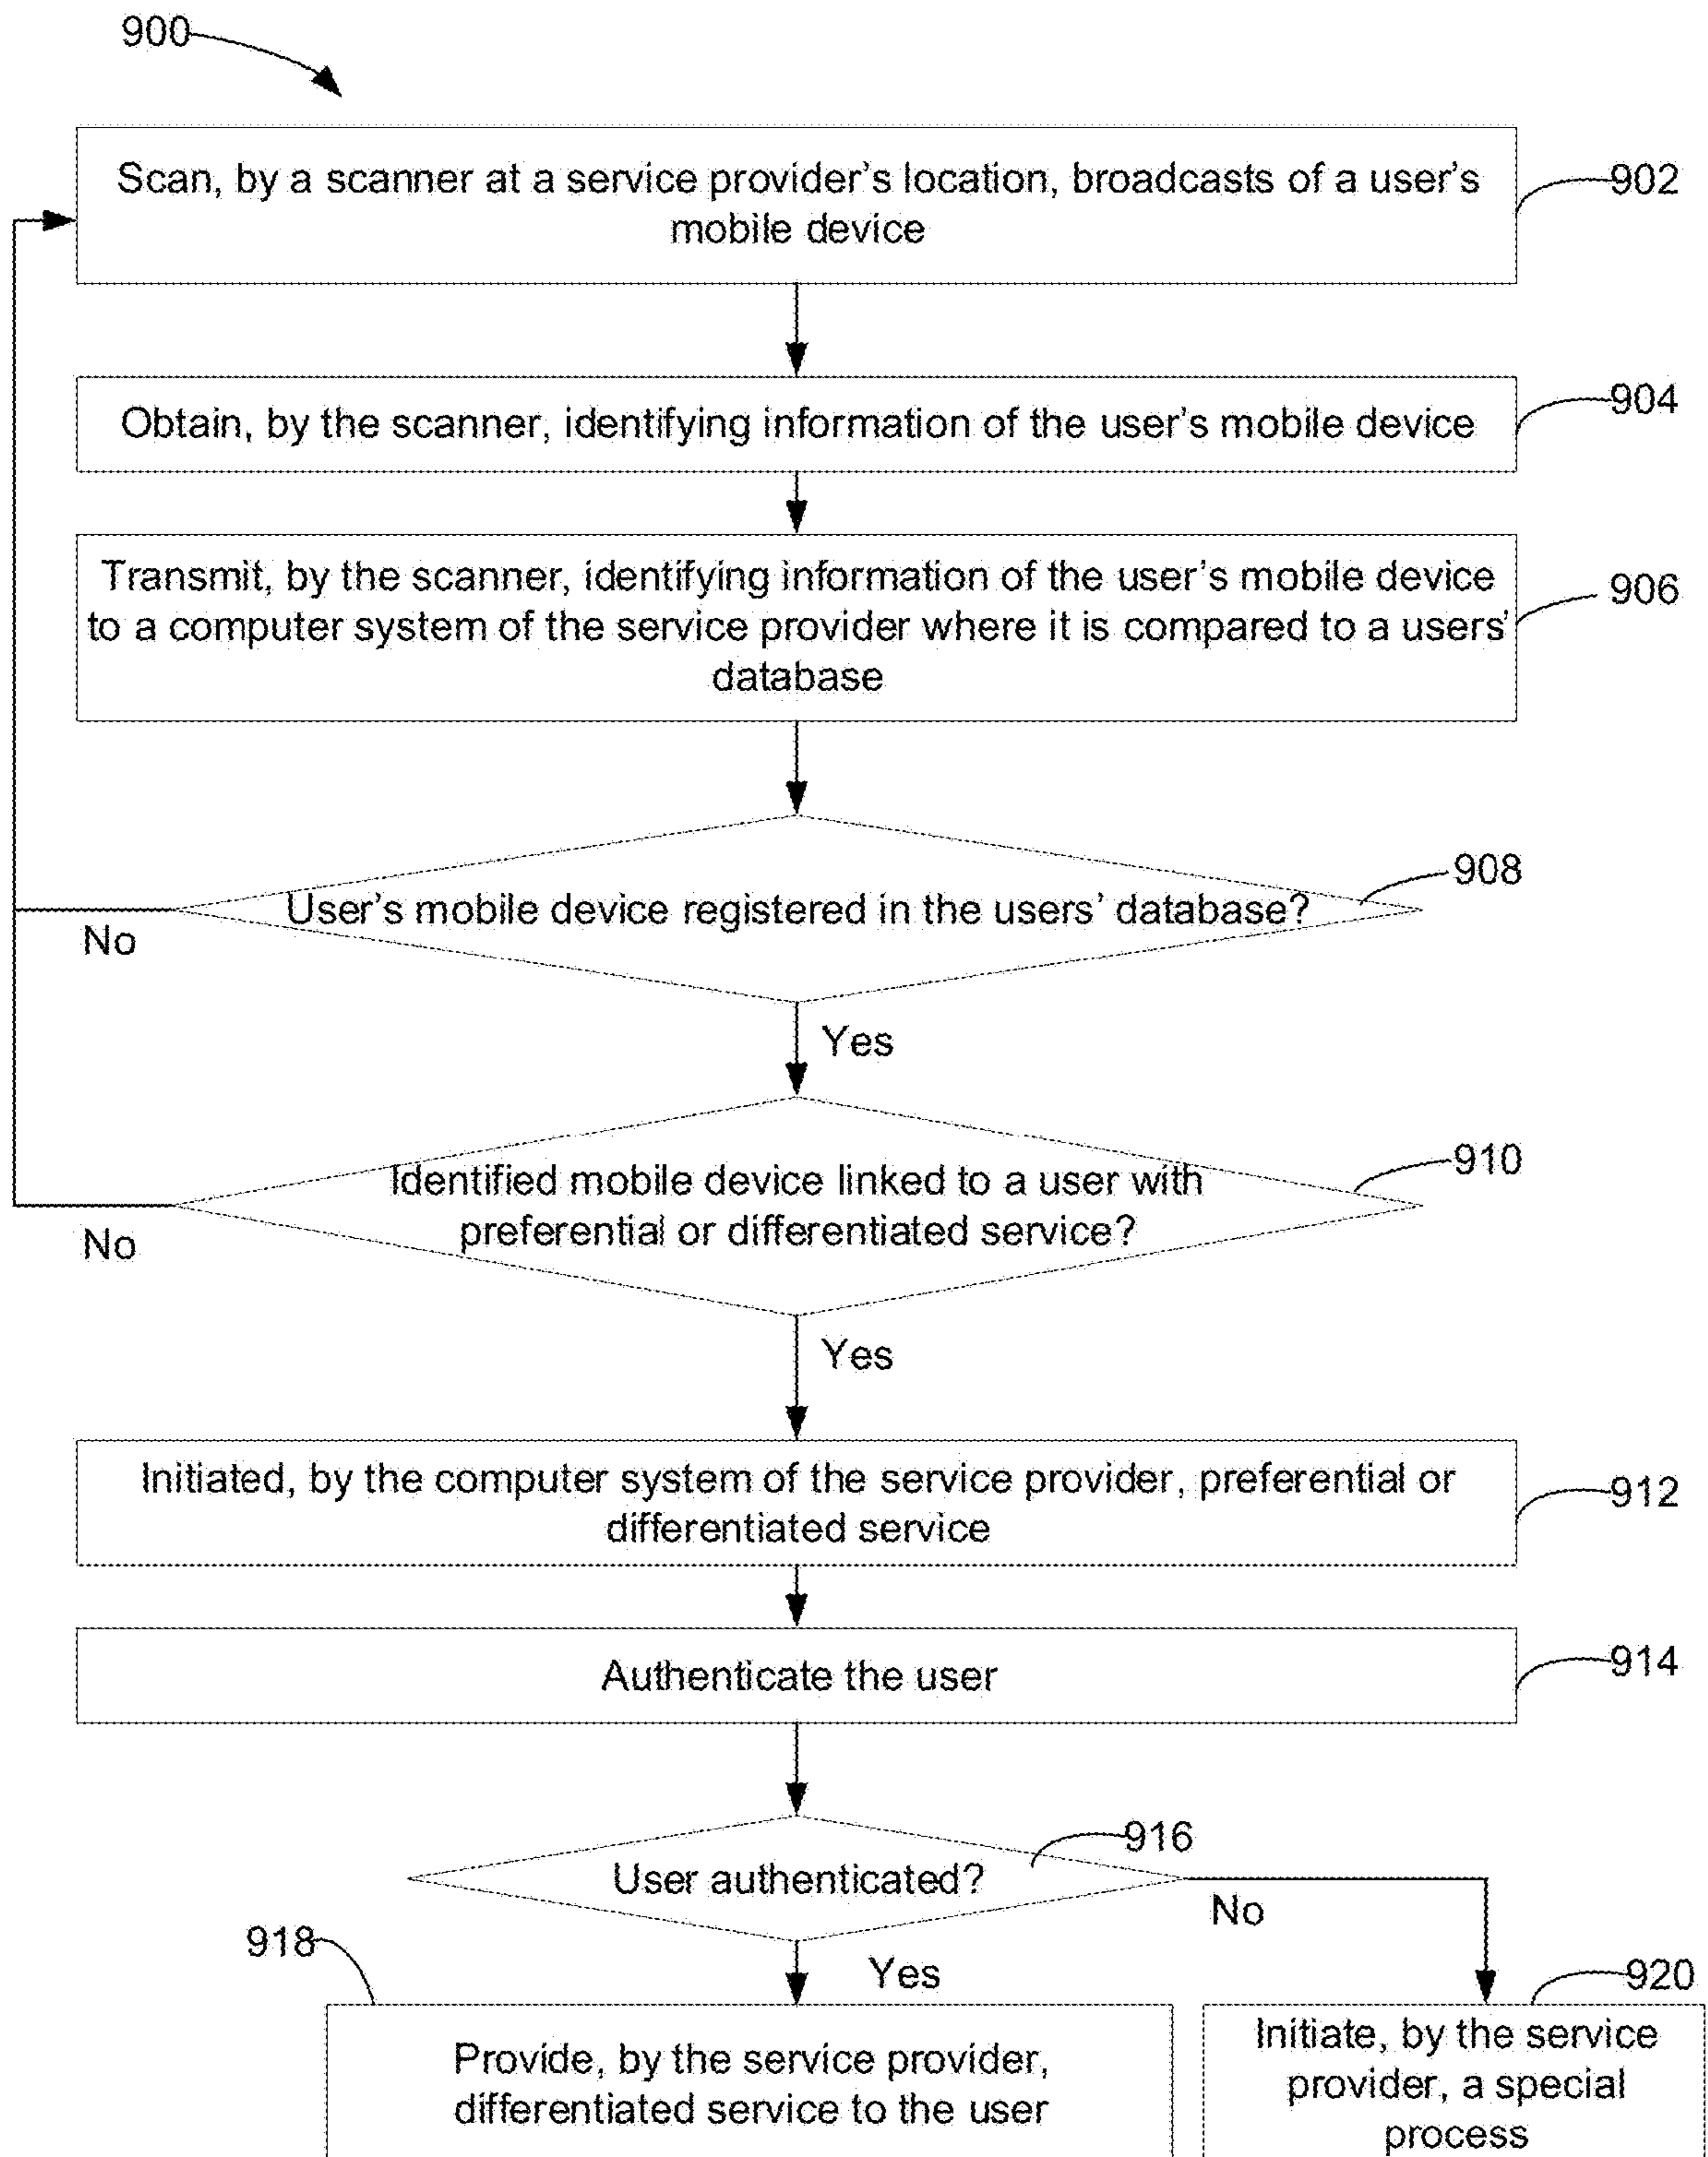 900
Scan, by a scanner at a service provider's location, broadcasts of a user's
mobile device
902
Obtain, by the scanner, identifying information of the user's mobile device
904
Transmit, by the scanner, identifying information of the user's mobile device
to a computer system of the service provider where it is compared to a users'
database
906
User's mobile device registered in the users' database?
908
No
Yes
Identified mobile device linked to a user with
preferential or differentiated service?
910
No
Yes
Initiated, by the computer system of the service provider, preferential or
differentiated service
912
Authenticate the user
914
User authenticated?
916
No
Yes
918
Provide, by the service provider,
differentiated service to the user
920
Initiate, by the service
provider, a special
process